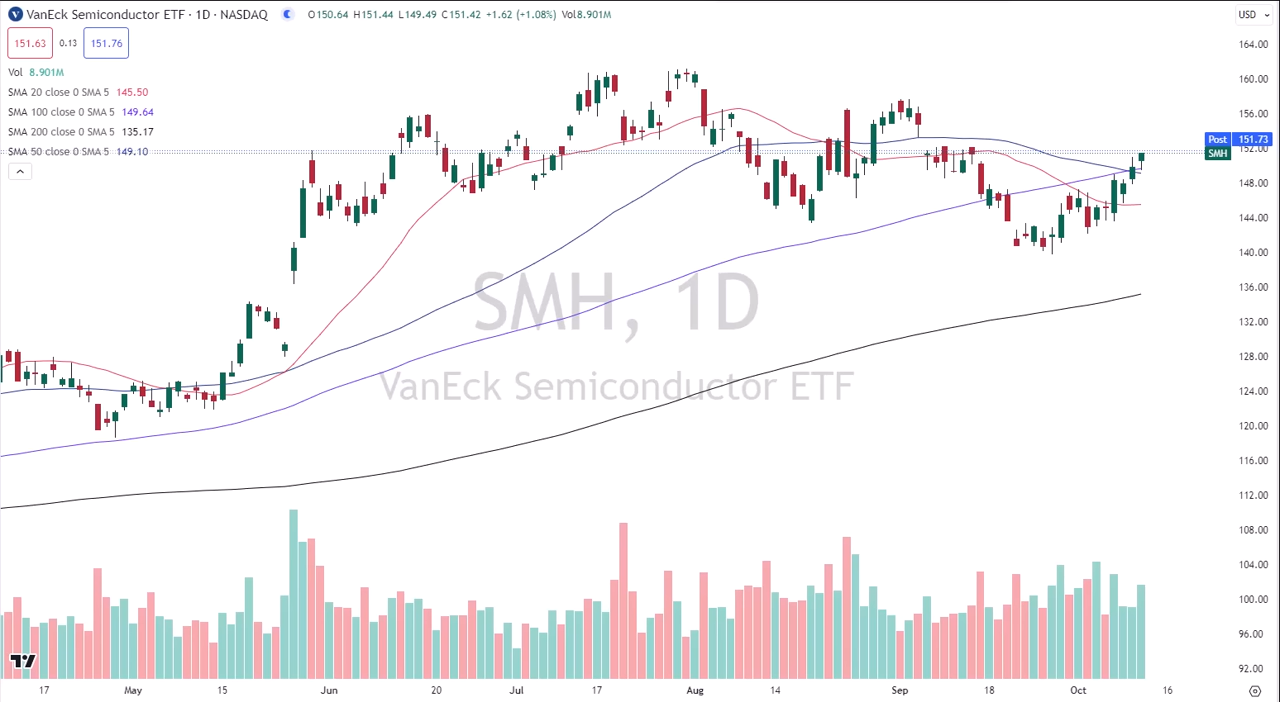 VanEck Semiconductor ETF · 1D · NASDAQ O150.64 H151.44 L149.49 C151.42 +1.62 (+1.08%) Vol8.901M
USD
151.63 0.13 151.76
Vol 8.901M
SMA 20 close 0 SMA 5 145.50
SMA 100 close 0 SMA 5 149.64
SMA 200 close 0 SMA 5 135.17
SMA 50 close 0 SMA 5 149.10
164.00
160.00
156.00
Post 151.73
152.00
SMH
148.00
144.00
140.00
136.00
132.00
128.00
124.00
120.00
116.00
112.00
108.00
104.00
100.00
96.00
92.00
SMH, 1D
VanEck Semiconductor ETF
17 May 15 Jun 20 Jul 17 Aug 14 Sep 18 Oct 16